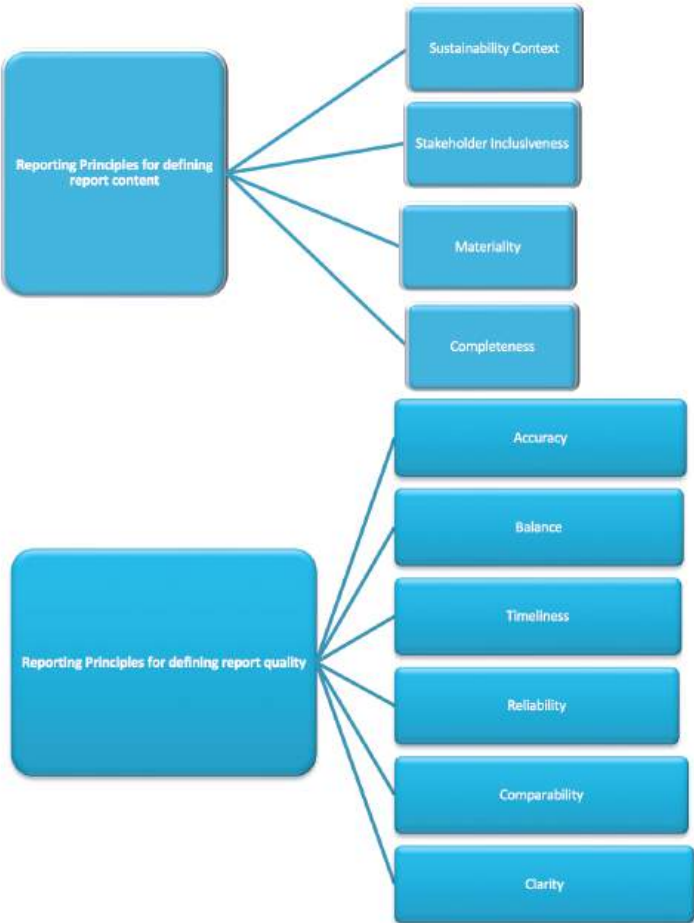 Sustainability Context
Stakeholder Inclusiveness
Reporting Principles for defining
report content
Materiality
Completeness
Accuracy
Balance
Timeliness
Reporting Principles for defining report quality
Reliability
Comparability
Clarity